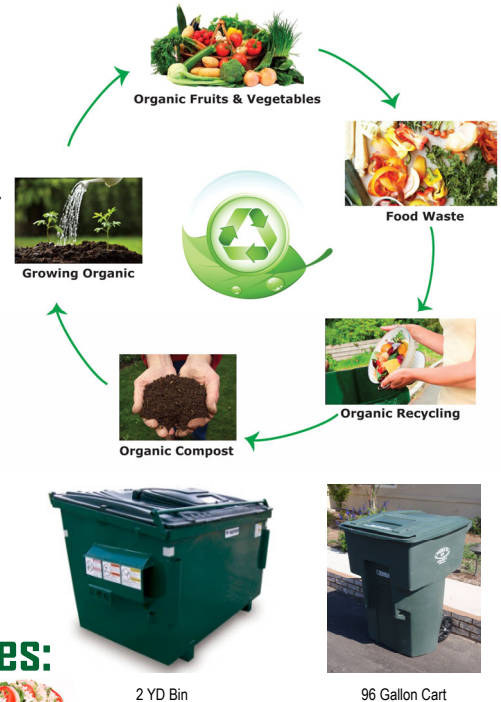 Organic Fruits & Vegetables
Food Waste
Growing Organic
Organic Recycling
Organic Compost
es:
2 YD Bin
96 Gallon Cart